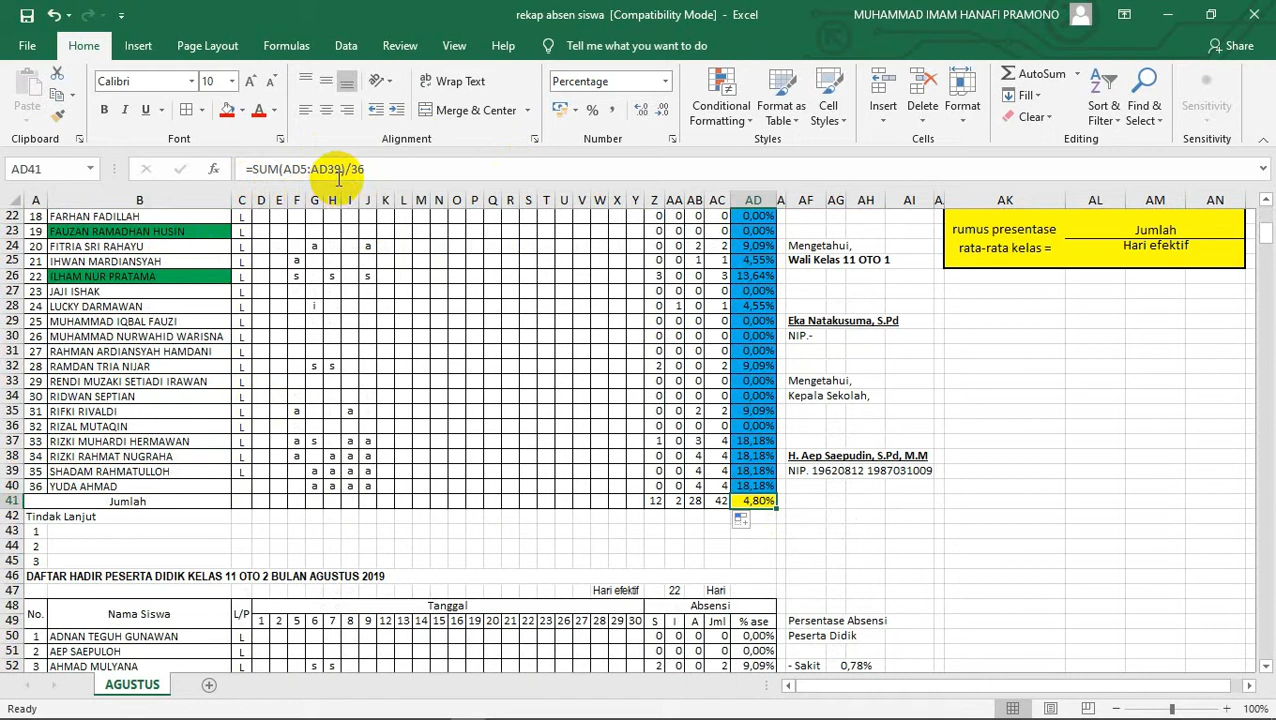 rekap absen siswa [Compatibility Mode] - Excel
MUHAMMAD IMAM HANAFI PRAMONO
File Home Insert Page Layout Formulas Data Review View Help Tell me what you want to do Share
Paste Calibri 10 Wrap Text Percentage Conditional Formatting Format as Table Cell Styles Insert Delete Format AutoSum Fill Clear Sort & Filter Find & Select Sensitivity
B I U Merge & Center
Clipboard Font Alignment Number Styles Cells Editing Sensitivity
AD41 =SUM(AD5:AD39)/36
A B C D E F G H I J K L M N O P Q R S T U V W X Y Z AA AB AC AD A AF AG AH AI A AK AL AM AN
22 18 FARHAN FADILLAH L 0 0 0 0 0,00%
23 19 FAUZAN RAMADHAN HUSIN L 0 0 0 0 0,00% rumus presentase Jumlah
24 20 FITRIA SRI RAHAYU L a a 0 0 2 2 9,09% Mengetahui, rata-rata kelas = Hari efektif
25 21 IHWAN MARDIANSYAH L a 0 0 1 1 4,55% Wali Kelas 11 OTO 1
26 22 ILHAM NUR PRATAMA L s s s 3 0 0 3 13,64%
27 23 JAJI ISHAK L 0 0 0 0 0,00%
28 24 LUCKY DARMAWAN L i 0 1 0 1 4,55%
29 25 MUHAMMAD IQBAL FAUZI L 0 0 0 0 0,00% Eka Natakusuma, S.Pd
30 26 MUHAMMAD NURWAHID WARISNA L 0 0 0 0 0,00% NIP.-
31 27 RAHMAN ARDIANSYAH HAMDANI L 0 0 0 0 0,00%
32 28 RAMDAN TRIA NIJAR L s s 2 0 0 2 9,09%
33 29 RENDI MUZAKI SETIADI IRAWAN L 0 0 0 0 0,00% Mengetahui,
34 30 RIDWAN SEPTIAN L 0 0 0 0 0,00% Kepala Sekolah,
35 31 RIFKI RIVALDI L a a 0 0 2 2 9,09%
36 32 RIZAL MUTAQIN L 0 0 0 0 0,00%
37 33 RIZKI MUHARDI HERMAWAN L a s a a 1 0 3 4 18,18%
38 34 RIZKI RAHMAT NUGRAHA L a a a a 0 0 4 4 18,18% H. Aep Saepudin, S.Pd, M.M
39 35 SHADAM RAHMATULLOH L a a a a 0 0 4 4 18,18% NIP. 19620812 1987031009
40 36 YUDA AHMAD L a a a a 0 0 4 4 18,18%
41 Jumlah 12 2 28 42 4,80%
42 Tindak Lanjut
43 1
44 2
45 3
46 DAFTAR HADIR PESERTA DIDIK KELAS 11 OTO 2 BULAN AGUSTUS 2019
47 Hari efektif 22 Hari
48 No. Nama Siswa L/P Tanggal Absensi
49 1 2 5 6 7 8 9 12 13 14 15 16 19 20 21 22 23 26 27 28 29 30 S I A Jml % ase Persentase Absensi
50 1 ADNAN TEGUH GUNAWAN L 0 0 0 0 0,00% Peserta Didik
51 2 AEP SAEPULOH L 0 0 0 0 0,00%
52 3 AHMAD MULYANA L s s 2 0 0 2 9,09% - Sakit 0,78%
AGUSTUS
Ready 100%